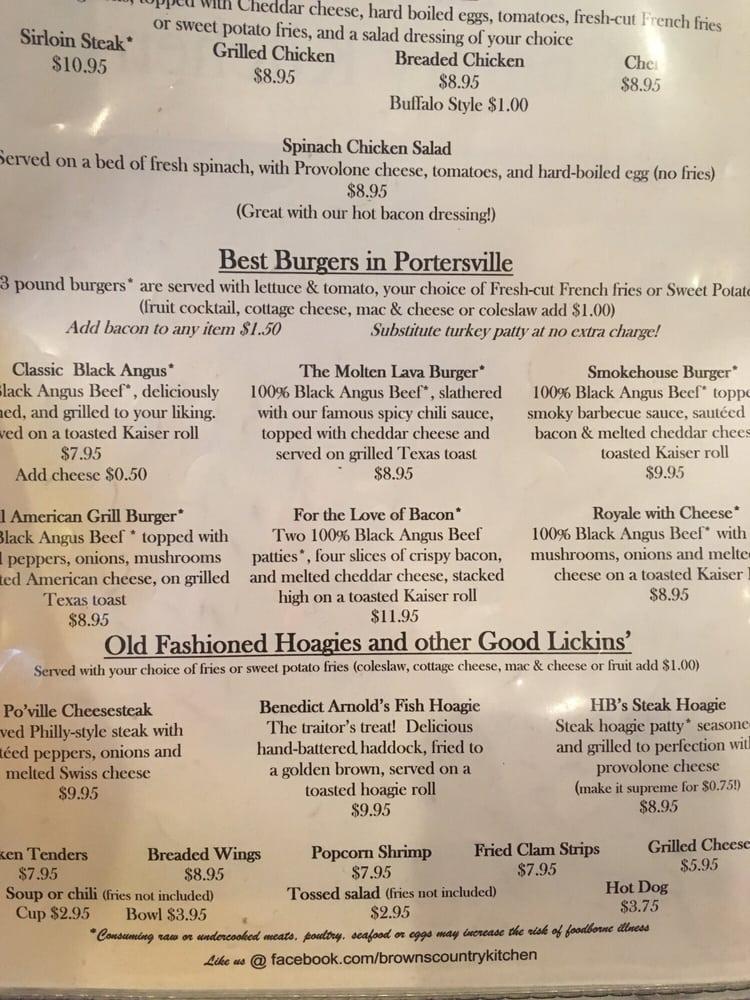 topped with Cheddar cheese, hard boiled eggs, tomatoes, fresh-cut French fries
or sweet potato fries, and a salad dressing of your choice
Sirloin Steak* Grilled Chicken Breaded Chicken
$10.95 $8.95 $8.95 $8.95
Buffalo Style $1.00
Spinach Chicken Salad
Served on a bed of fresh spinach, with Provolone cheese, tomatoes, and hard-boiled egg (no fries)
$8.95
(Great with our hot bacon dressing!)
Best Burgers in Portersville
3 pound burgers* are served with lettuce & tomato, your choice of Fresh-cut French fries or Sweet
(fruit cocktail, cottage cheese, mac & cheese or coleslaw add $1.00)
Add bacon to any item $1.50 Substitute turkey patty at no extra charge!
Classic Black Angus*
Black Angus Beef*, deliciously
and grilled to your liking.
on a toasted Kaiser roll
$7.95
Add cheese $0.50
The Molten Lava Burger*
100% Black Angus Beef*, slathered
with our famous spicy chili sauce,
topped with cheddar cheese and
served on grilled Texas toast
$8.95
Smokehouse Burger*
100% Black Angus Beef*
smoky barbecue sauce, sautéed
bacon & melted cheddar
toasted Kaiser roll
$9.95
American Grill Burger*
Black Angus Beef * topped with
peppers, onions, mushrooms
American cheese, on grilled
Texas toast
$8.95
For the Love of Bacon*
Two 100% Black Angus Beef
patties*, four slices of crispy bacon,
and melted cheddar cheese, stacked
high on a toasted Kaiser roll
$11.95
Royale with Cheese*
100% Black Angus Beef* with
mushrooms, onions and
cheese on a toasted Kaiser
$8.95
Old Fashioned Hoagies and other Good Lickins'
Served with your choice of fries or sweet potato fries (coleslaw, cottage cheese, mac & cheese or fruit add $1.00)
Po'ville Cheesesteak
Philly-style steak with
peppers, onions and
melted Swiss cheese
$9.95
Benedict Arnold's Fish Hoagie
The traitor's treat! Delicious
hand-battered haddock, fried to
a golden brown, served on a
toasted hoagie roll
$9.95
HB's Steak Hoagie
Steak hoagie patty*
and grilled to perfection
provolone cheese
(make it supreme for $0.75!)
$8.95
Tenders Breaded Wings Popcorn Shrimp Fried Clam Strips Grilled Cheese
$7.95 $8.95 $7.95 $7.95 $5.95
Soup or chili (fries not included) Tossed salad (fries not included) Hot Dog
Cup $2.95 Bowl $3.95 $2.95 $3.75
*Consuming raw or undercooked meats, poultry, seafood or eggs may increase the risk of foodborne illness
Like us @ facebook.com/brownscountrykitchen